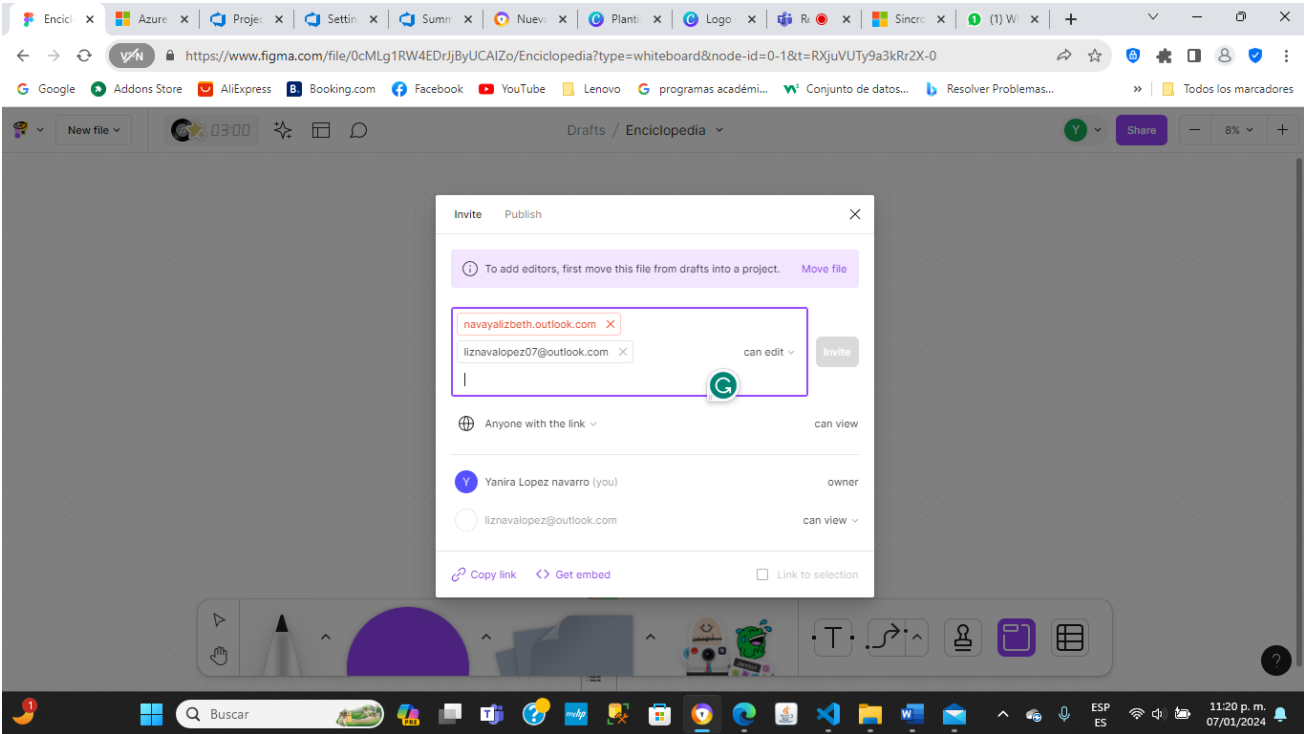 Encicl
Azure
Projec
Settin
Summ
Nueva
Planti
Logo
Re
Sincro
(1) W
https://www.figma.com/file/0cMLg1RW4EDrJjByUCAIZo/Enciclopedia?type=whiteboard&node-id=0-1&t=RXjuVUTy9a3kRr2X-0
Google
Addons Store
AliExpress
Booking.com
Facebook
YouTube
Lenovo
programas académi...
Conjunto de datos...
Resolver Problemas...
»
Todos los marcadores
New file
03:00
Drafts / Enciclopedia
Y
Share
8%
Invite
Publish
To add editors, first move this file from drafts into a project.
Move file
navayalizbeth.outlook.com
liznavalopez07@outlook.com
can edit
Invite
Anyone with the link
can view
Y
Yanira Lopez navarro (you)
owner
liznavalopez@outlook.com
can view
Copy link
Get embed
Link to selection
T
?
1
Buscar
PRE
myhp
ESP
ES
11:20 p. m.
07/01/2024